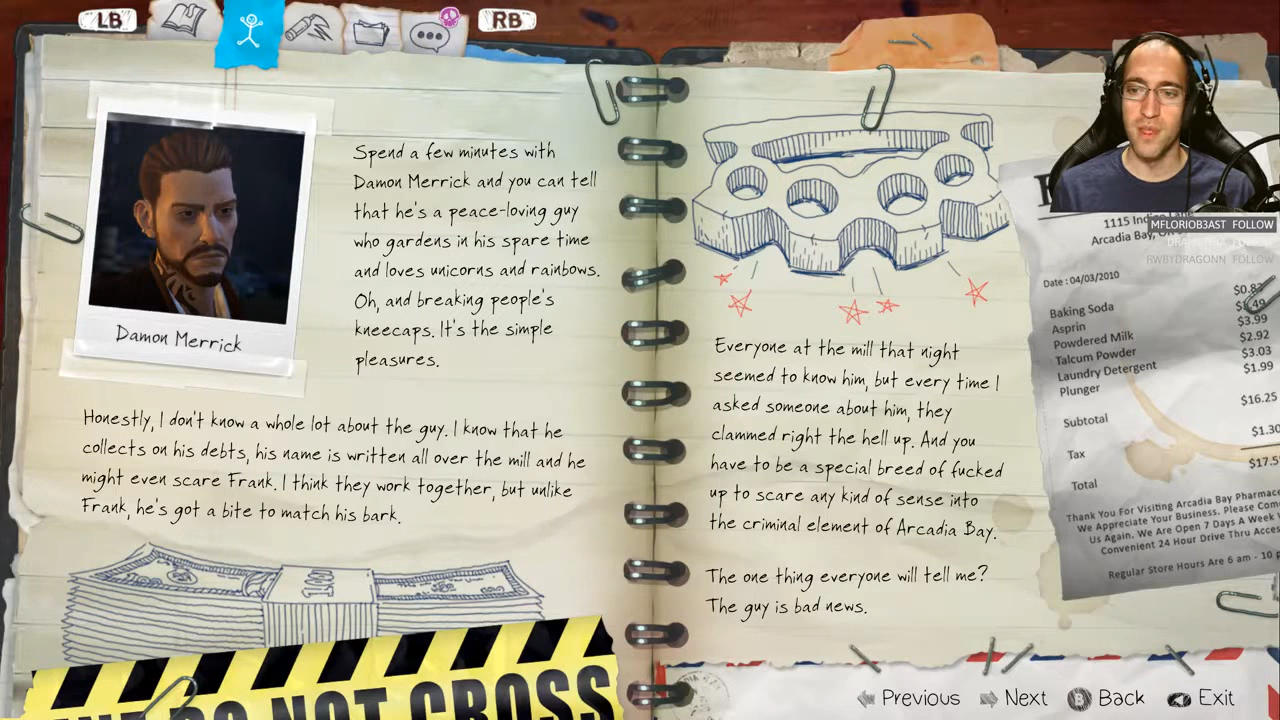 LB
RB
Damon Merrick
Spend a few minutes with
Damon Merrick and you can tell
that he's a peace-loving guy
who gardens in his spare time
and loves unicorns and rainbows.
Oh, and breaking people's
kneecaps. It's the simple
pleasures.
Honestly, I don't know a whole lot about the guy. I know that he
collects on his debts, his name is written all over the mill and he
might even scare Frank. I think they work together, but unlike
Frank, he's got a bite to match his bark.
100
DO NOT CROSS
Everyone at the mill that night
seemed to know him, but every time I
asked someone about him, they
clammed right the hell up. And you
have to be a special breed of fucked
up to scare any kind of sense into
the criminal element of Arcadia Bay.
The one thing everyone will tell me?
The guy is bad news.
MFLORIOB3AST FOLLOW
RWBYDRAGONN FOLLOW
1115
Arcadia Bay,
Date : 04/03/2010
Baking Soda
Asprin $3.99
Powdered Milk $2.92
Talcum Powder $3.03
Laundry Detergent $1.99
Plunger
Subtotal $16.25
Tax $1.30
Total
Thank You For Visiting Arcadia Bay
We Appreciate Your Business. Please
Us Again. We Are Open 7 Days A Week
Convenient 24 Hour Drive Thru
Regular Store Hours Are 6 am - 10
Previous
Next
B Back
Exit